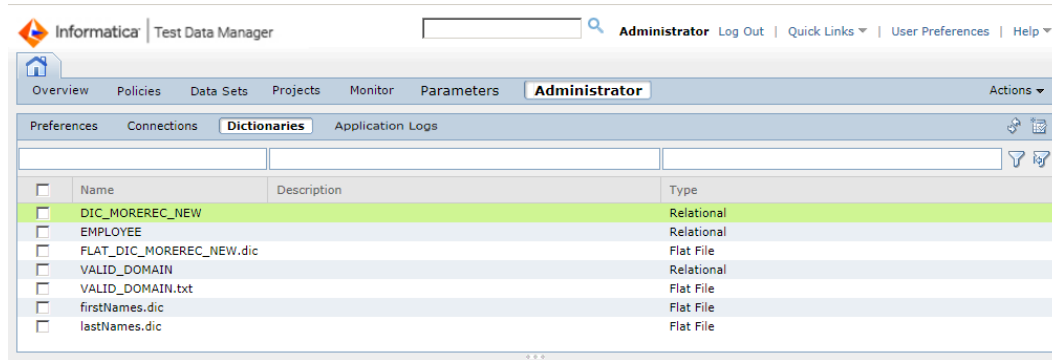 Informatica Test Data Manager Administrator Log Out | Quick Links | User Preferences | Help
Overview Policies Data Sets Projects Monitor Parameters Administrator Actions
Preferences Connections Dictionaries Application Logs
Name Description Type
DIC_MOREREC_NEW Relational
EMPLOYEE Relational
FLAT_DIC_MOREREC_NEW.dic Flat File
VALID_DOMAIN Relational
VALID_DOMAIN.txt Flat File
firstNames.dic Flat File
lastNames.dic Flat File